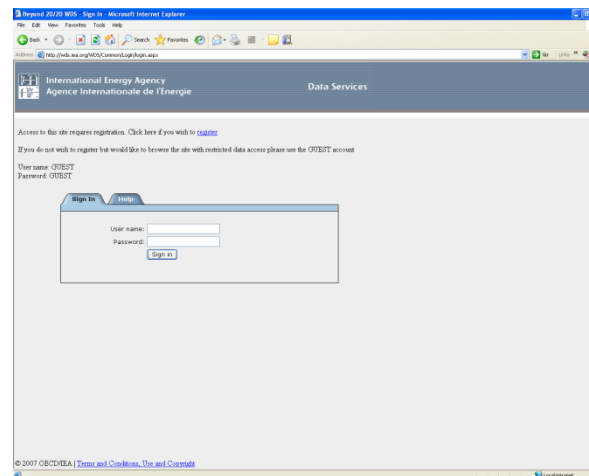 Beyond 20/20 WDS - Sign In - Microsoft Internet Explorer
File Edit View Favorites Tools Help
Back Search Favorites
Address http://wds.iea.org/WDS/Common/Login/login.aspx Go Links
International Energy Agency
Agence Internationale de l'Energie
Data Services
Access to this site requires registration. Click here if you wish to register
If you do not wish to register but would like to browse the site with restricted data access please use the GUEST account
User name: GUEST
Password: GUEST
Sign In Help
User name:
Password:
Sign in
© 2007 OECD/IEA | Terms and Conditions, Use and Copyright
Local intranet